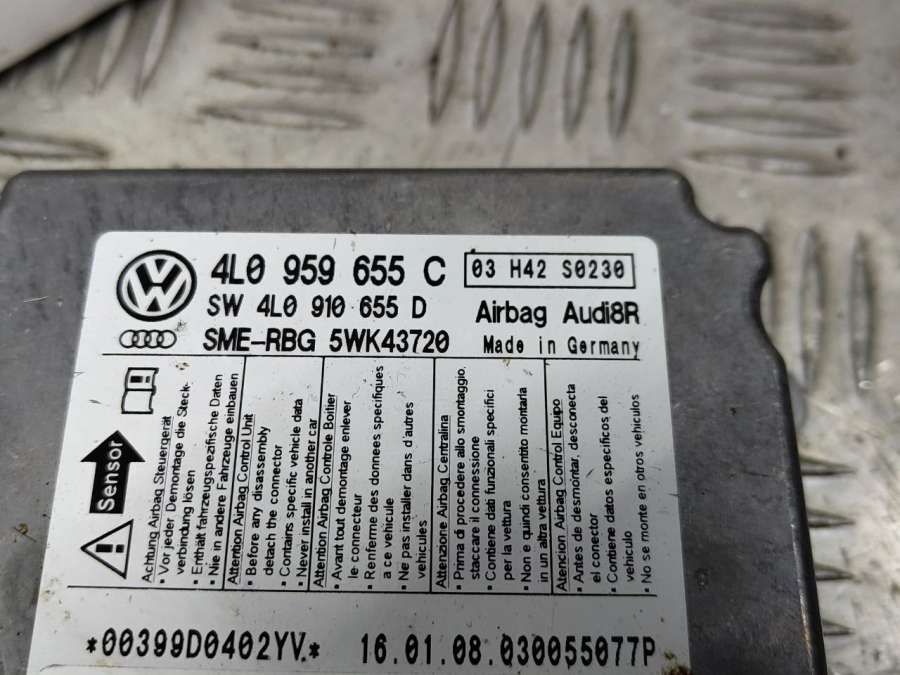 4L0 959 655 C
03 H42 S0230
SW 4L0 910 655 D
Airbag Audi8R
SME-RBG 5WK43720
Made in Germany
Sensor
Achtung Airbag Steuergerät
• Vor jeder Demontage die Steck-
verbindung lösen
• Enthält fahrzeugspezifische Daten
• Nie in andere Fahrzeuge einbauen
Attention Airbag Control Unit
• Before any disassembly
detach the connector
• Contains specific vehicle data
• Never install in another car
Attention Airbag Controle Boitier
• Avant tout demontage enlever
le connecteur
• Renferme des donnees specifiques
a ce vehicule
• Ne pas installer dans d'autres
vehicules
Attenzione Airbag Centralina
• Prima di procedere allo smontaggio,
staccare il connessione
• Contiene dati funzionali specifici
per la vettura
• Non e quindi consentito montarla
in un altra vettura
Atencion Airbag Control Equipo
• Antes de desmontar, desconecta
el conector
• Contiene datos especificos del
vehiculo
• No se monte en otros vehiculos
*00399D0402YV.*
16.01.08.030055077P